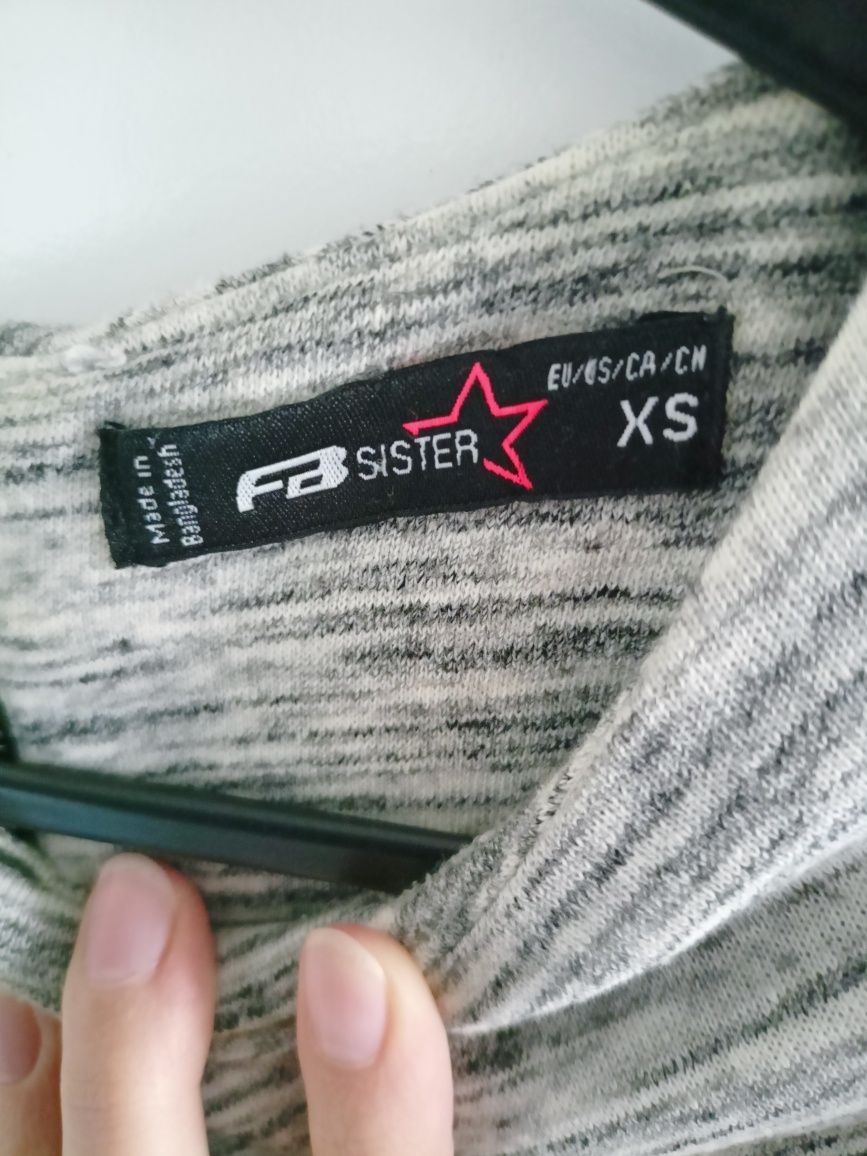 Made in
Bangladesh
FB SISTER
EU/US/CA/CN
XS